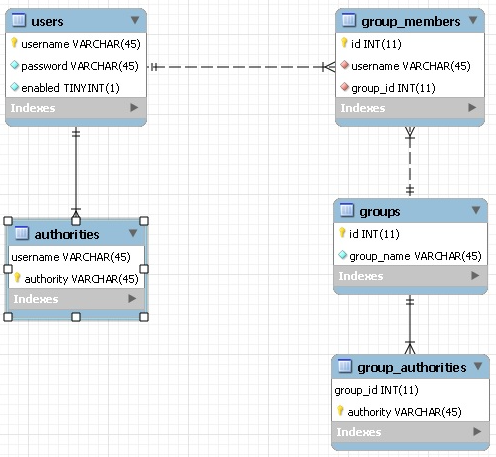 users
username VARCHAR(45)
password VARCHAR(45)
enabled TINYINT(1)
Indexes
group_members
id INT(11)
username VARCHAR(45)
group_id INT(11)
Indexes
authorities
username VARCHAR(45)
authority VARCHAR(45)
Indexes
groups
id INT(11)
group_name VARCHAR(45)
Indexes
group_authorities
group_id INT(11)
authority VARCHAR(45)
Indexes